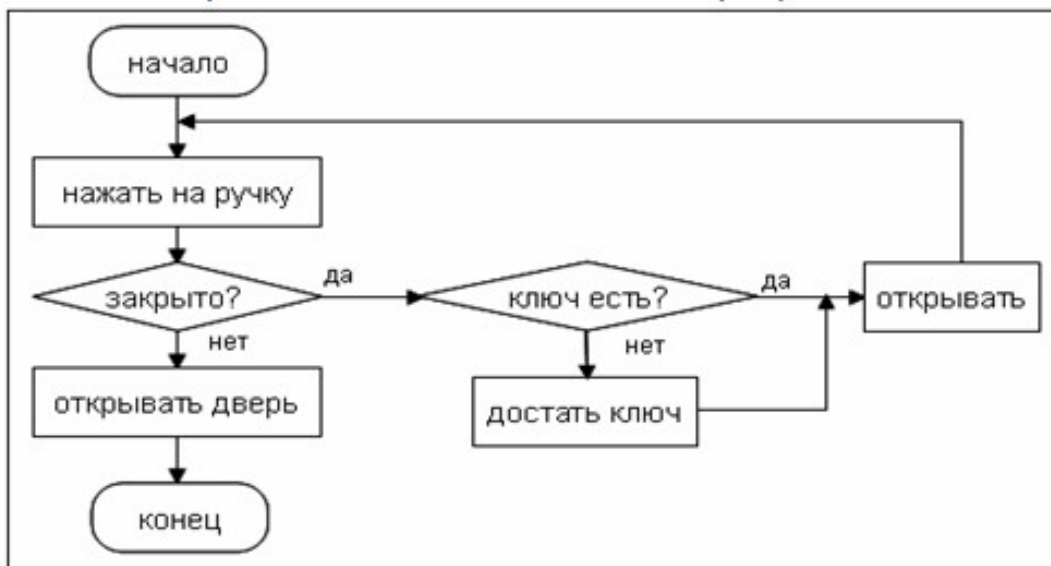 начало
нажать на ручку
закрыто?
да
ключ есть?
да
открывать
нет
нет
открывать дверь
достать ключ
конец